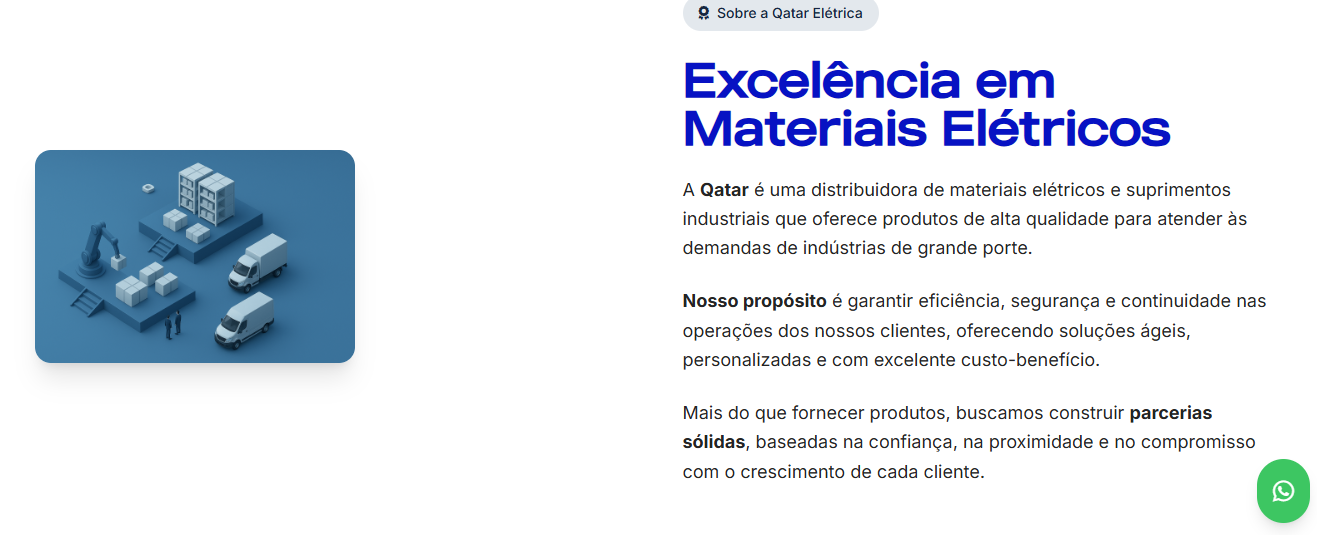 Sobre a Qatar Elétrica
Excelência em
Materiais Elétricos
A Qatar é uma distribuidora de materiais elétricos e suprimentos
industriais que oferece produtos de alta qualidade para atender às
demandas de indústrias de grande porte.
Nosso propósito é garantir eficiência, segurança e continuidade nas
operações dos nossos clientes, oferecendo soluções ágeis,
personalizadas e com excelente custo-benefício.
Mais do que fornecer produtos, buscamos construir parcerias
sólidas, baseadas na confiança, na proximidade e no compromisso
com o crescimento de cada cliente.